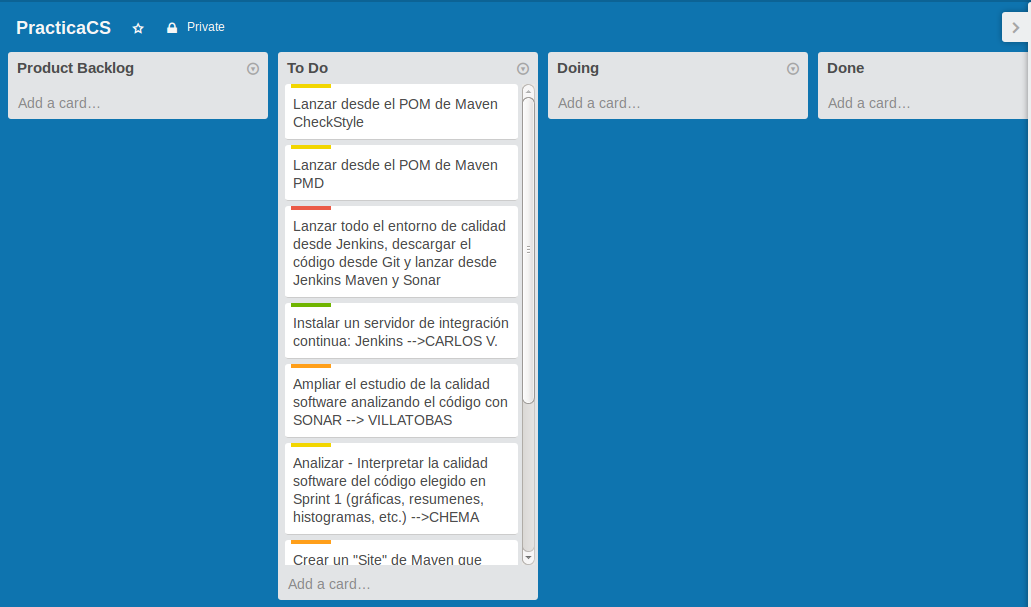 PracticaCS
Private
Product Backlog
Add a card…
To Do
Lanzar desde el POM de Maven
CheckStyle
Lanzar desde el POM de Maven
PMD
Lanzar todo el entorno de calidad
desde Jenkins, descargar el
código desde Git y lanzar desde
Jenkins Maven y Sonar
Instalar un servidor de integración
continua: Jenkins -->CARLOS V.
Ampliar el estudio de la calidad
software analizando el código con
SONAR --> VILLATOBAS
Analizar - Interpretar la calidad
software del código elegido en
Sprint 1 (gráficas, resumenes,
histogramas, etc.) -->CHEMA
Crear un "Site" de Maven que
Add a card…
Doing
Add a card…
Done
Add a card…